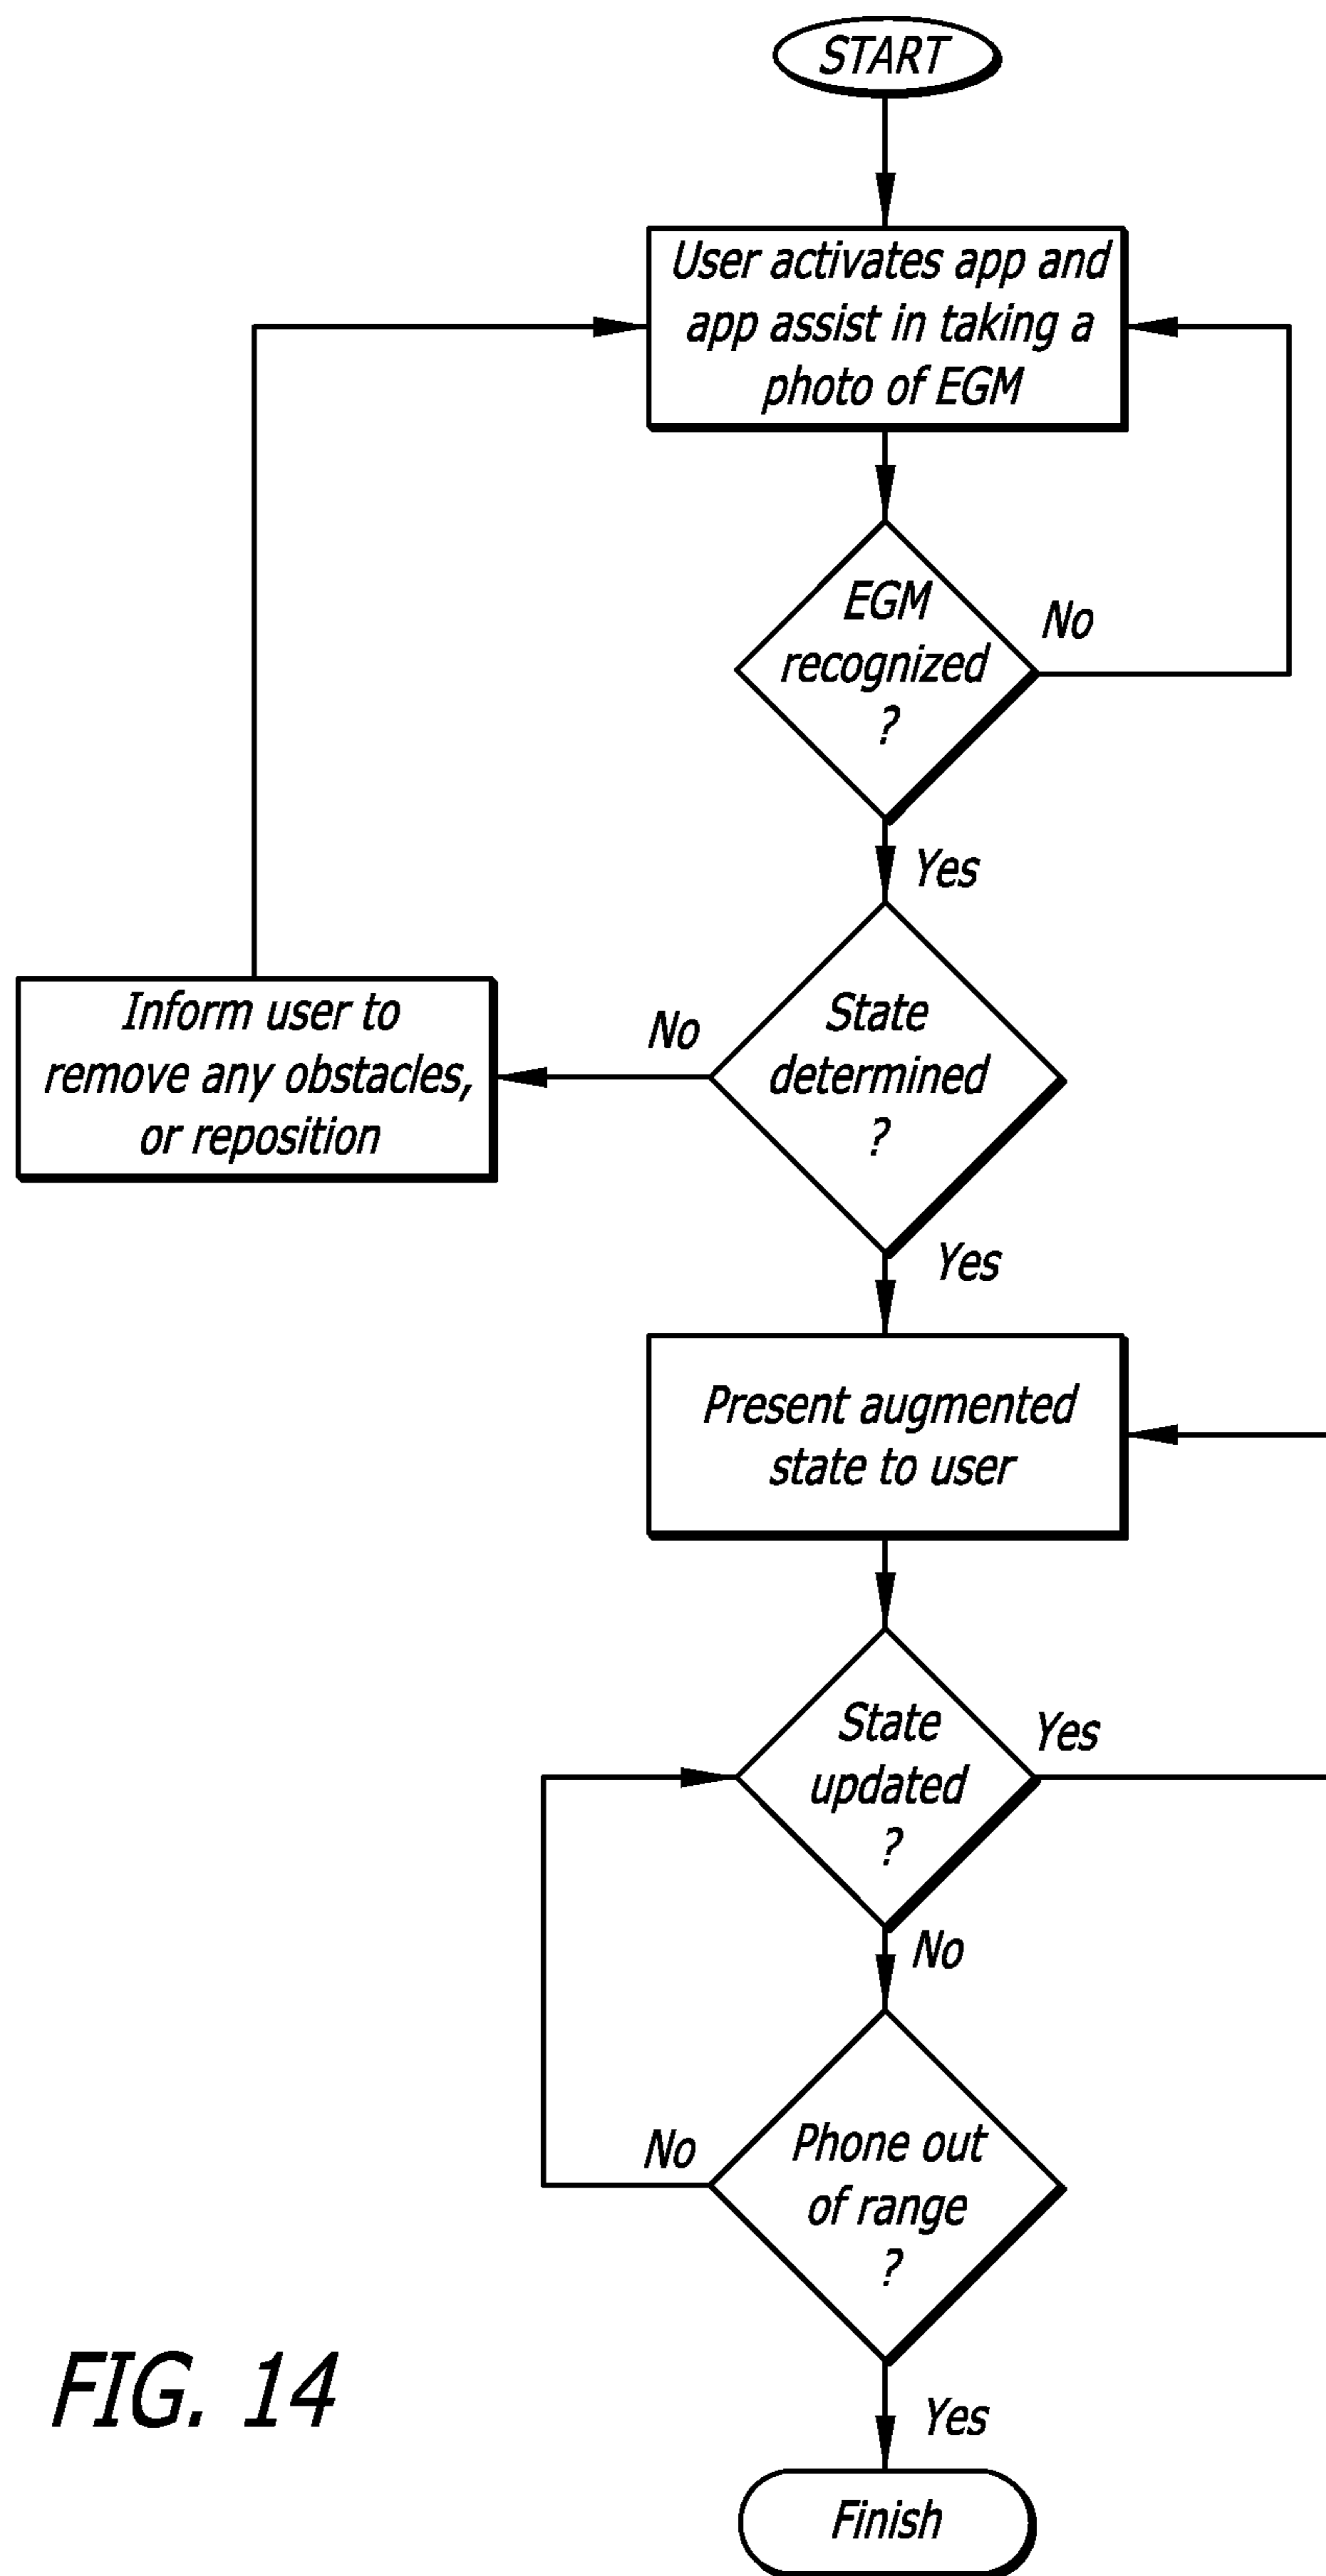 START
User activates app and
app assist in taking a
photo of EGM
EGM
recognized
?
No
Yes
State
determined
?
No
Inform user to
remove any obstacles,
or reposition
Yes
Present augmented
state to user
State
updated
?
Yes
No
Phone out
of range
?
No
Yes
Finish
FIG. 14